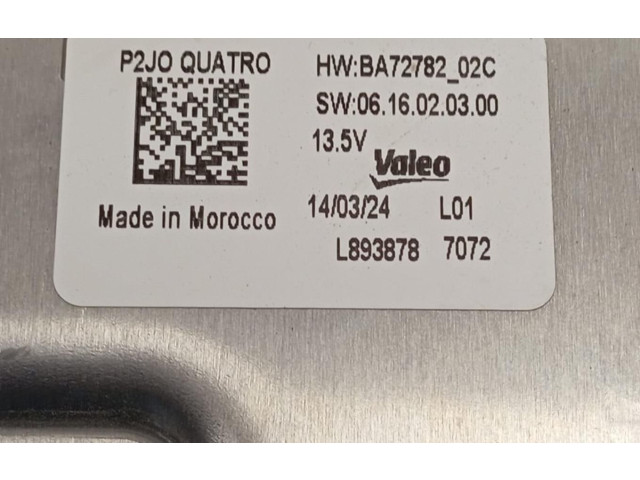 P2JO QUATRO HW:BA72782_02C
SW:06.16.02.03.00
13.5V Valeo
Made in Morocco 14/03/24 L01
L893878 7072